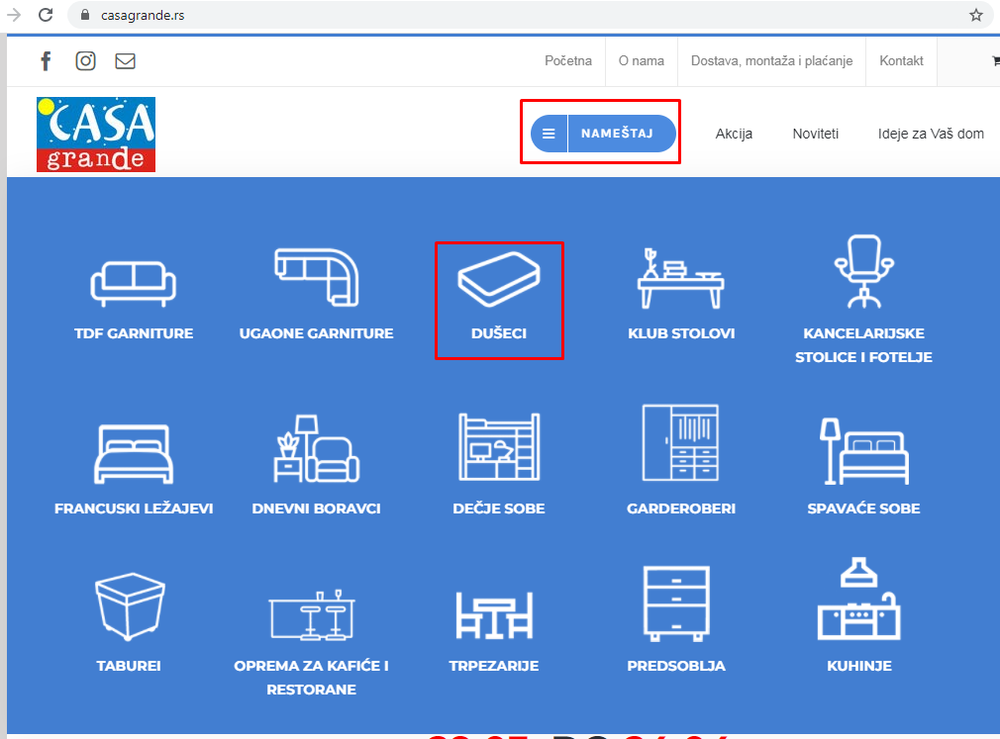 casagrande.rs
Početna
O nama
Dostava, montaža i plaćanje
Kontakt
CASA
grande
NAMEŠTAJ
Akcija
Noviteti
Ideje za Vaš dom
TDF GARNITURE
UGAONE GARNITURE
DUŠECI
KLUB STOLOVI
KANCELARIJSKE
STOLICE I FOTELJE
FRANCUSKI LEŽAJEVI
DNEVNI BORAVCI
DEČJE SOBE
GARDEROBERI
SPAVAĆE SOBE
TABUREI
OPREMA ZA KAFIĆE I
RESTORANE
TRPEZARIJE
PREDSOBLJA
KUHINJE